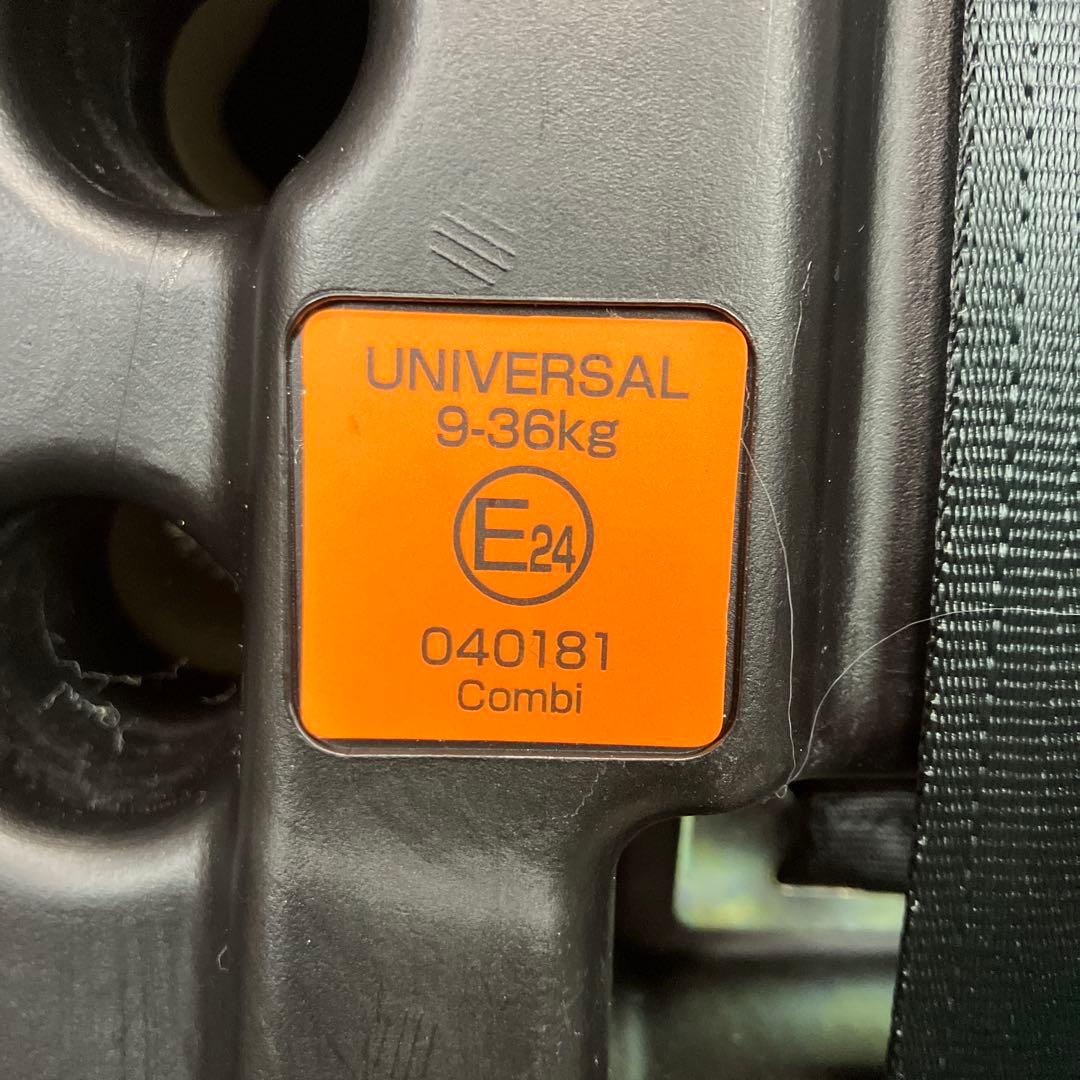 UNIVERSAL
9-36kg
E24
040181
Combi